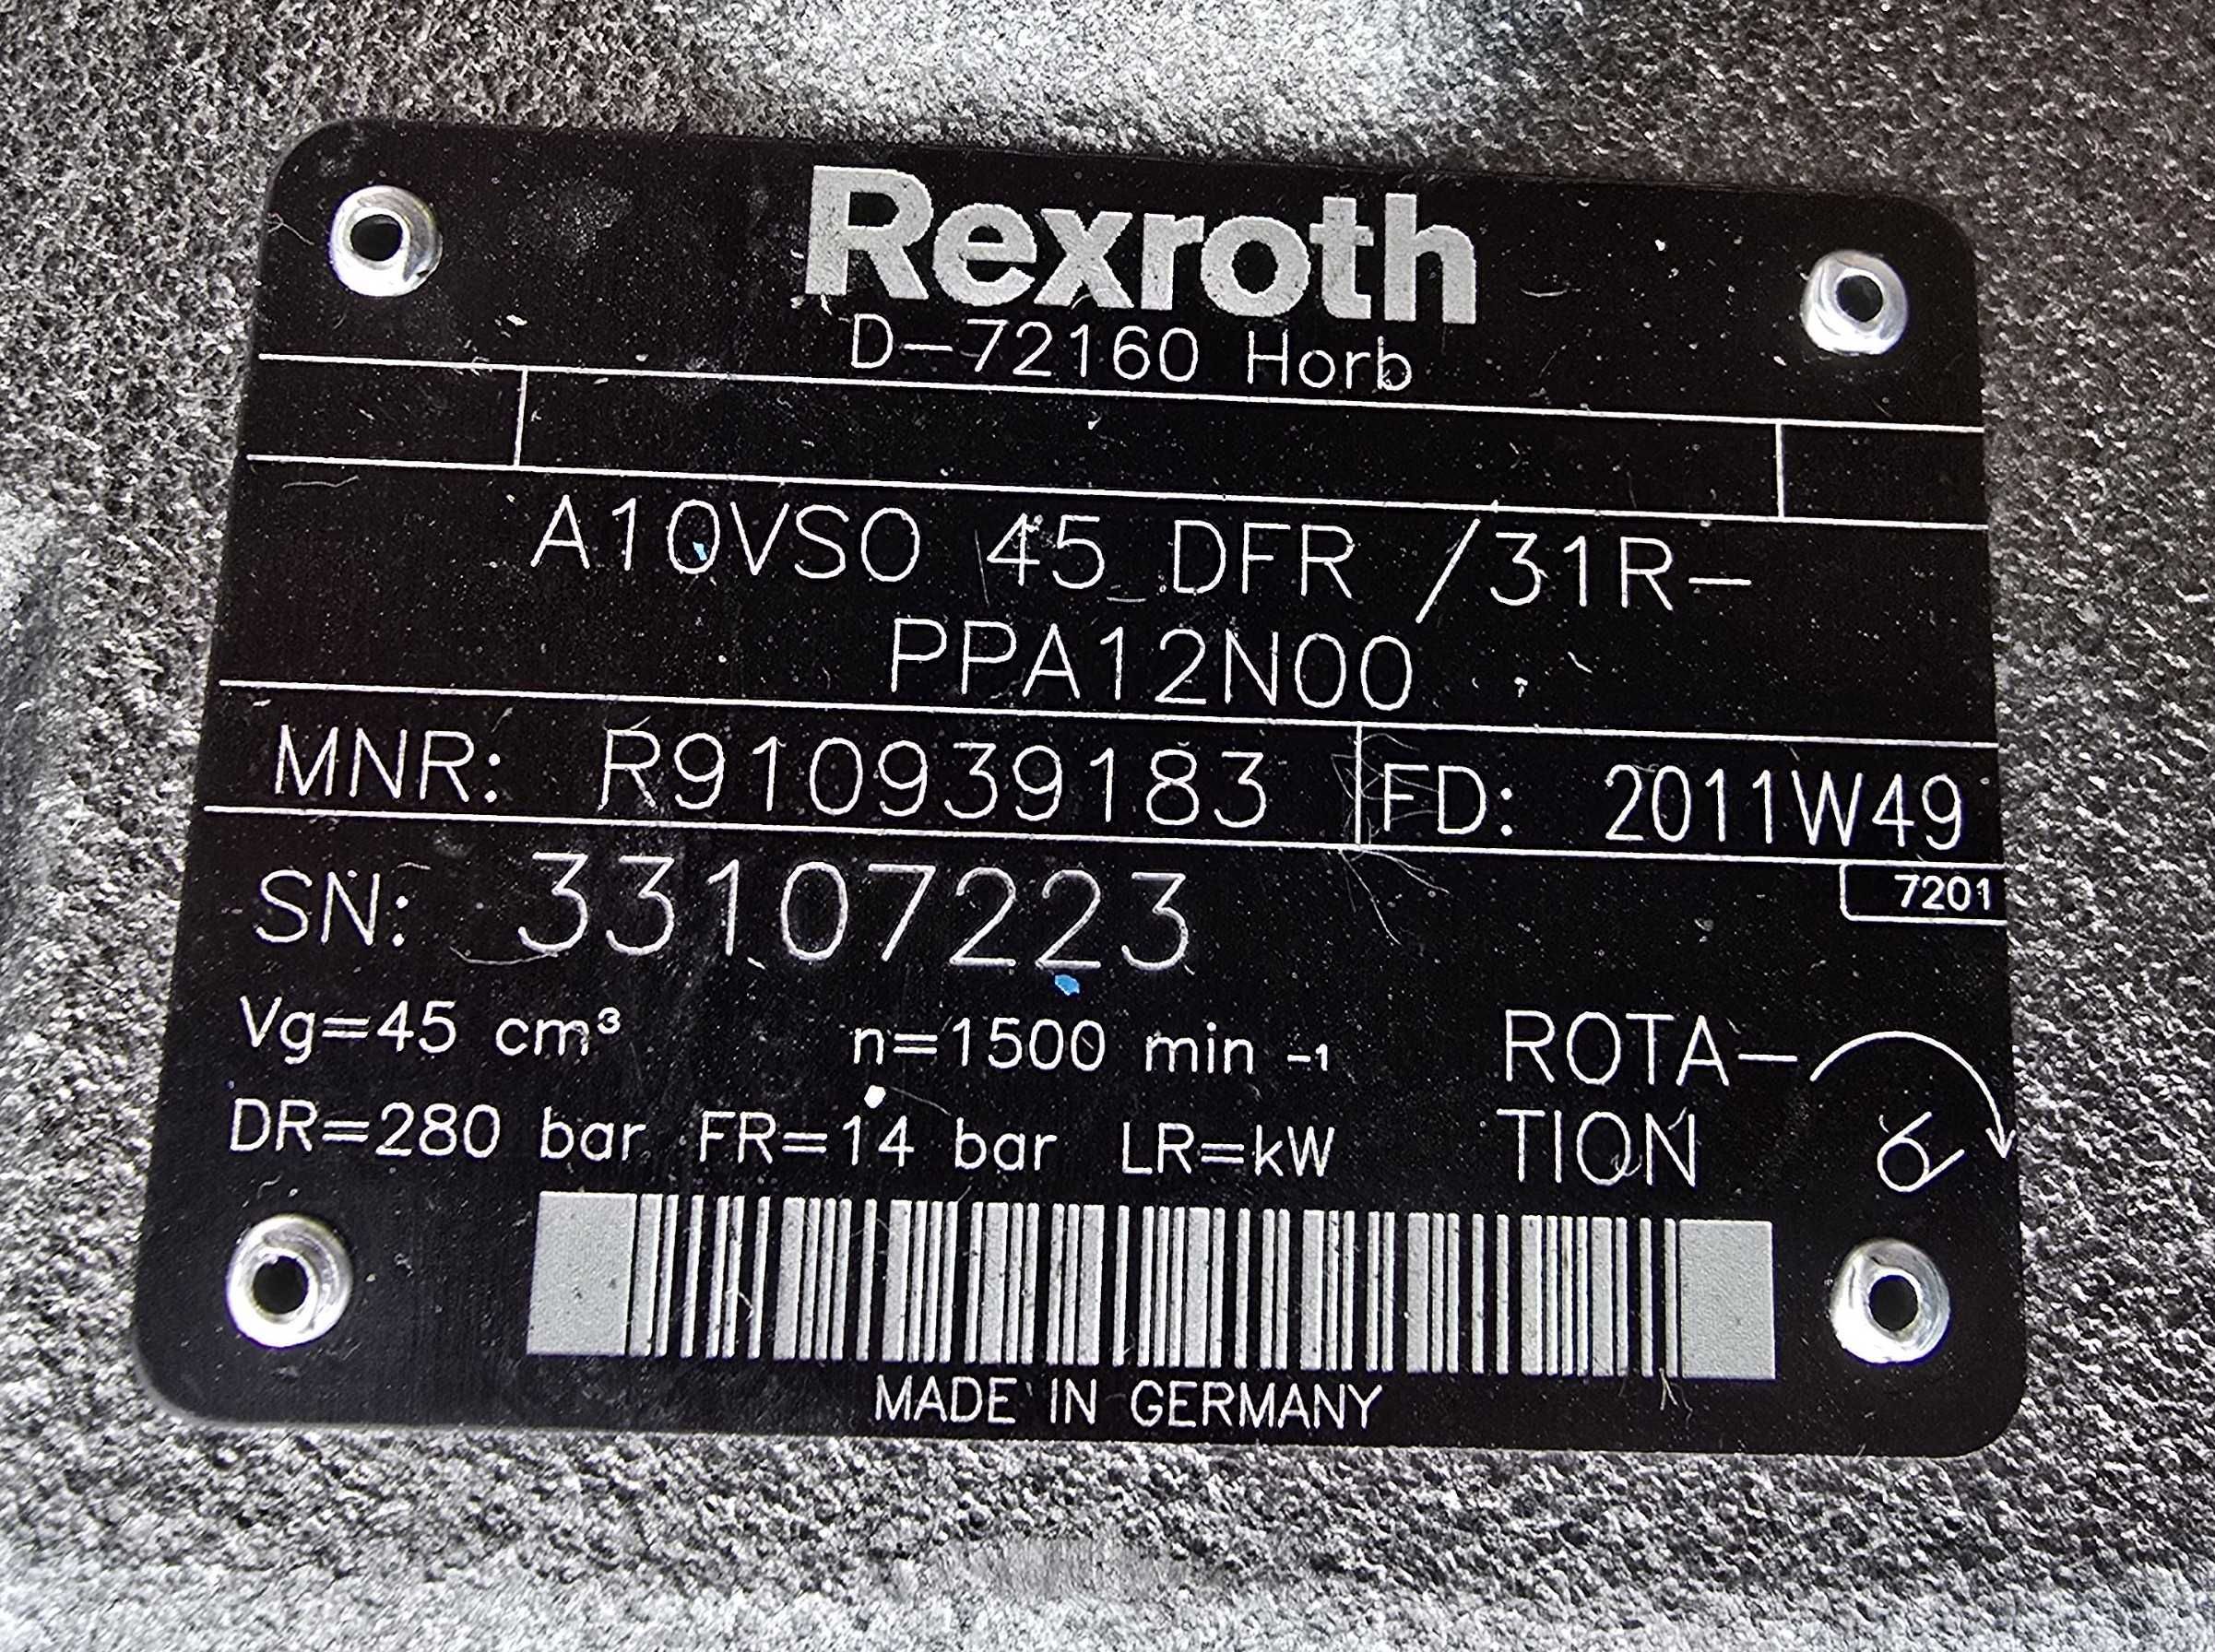 Rexroth
D-72160 Horb
A10VSO 45 DFR /31R-
PPA12N00
MNR: R910939183 FD: 2011W49
SN: 33107223 7201
Vg=45 cm³ n=1500 min -1 ROTA-
DR=280 bar FR=14 bar LR=kW TION
MADE IN GERMANY